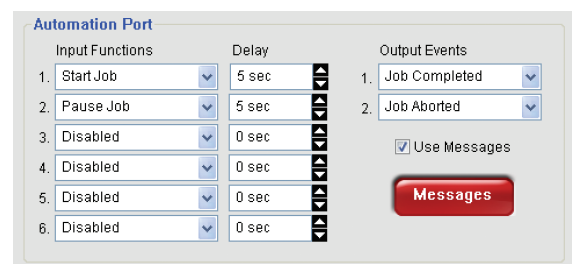 Automation Port
Input Functions Delay Output Events
1. Start Job 5 sec 1. Job Completed
2. Pause Job 5 sec 2. Job Aborted
3. Disabled 0 sec
Use Messages
4. Disabled 0 sec
5. Disabled 0 sec
Messages
6. Disabled 0 sec